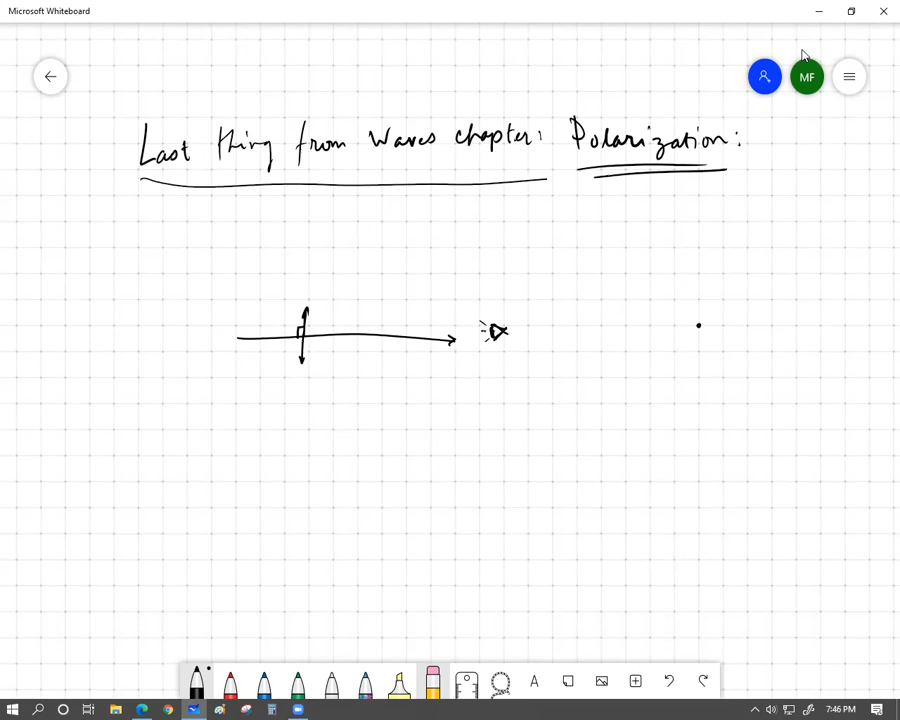 Microsoft Whiteboard
MF
Last thing from Waves chapter: Polarization:
A
7:46 PM